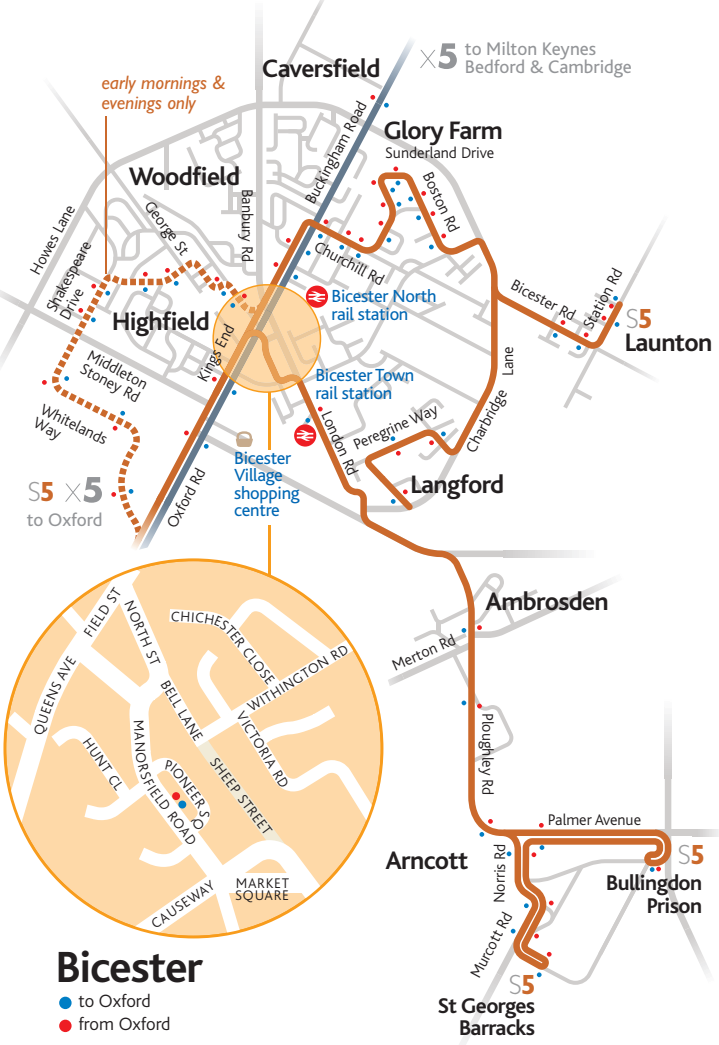 X5 to Milton Keynes
Bedford & Cambridge
Caversfield
early mornings &
evenings only
Buckingham Road
Glory Farm
Sunderland Drive
Woodfield
Boston Rd
Banbury Rd
George St
Howes Lane
Churchill Rd
Shakespeare
Drive
Bicester North
rail station
Bicester Rd
Station Rd
S5
Launton
Highfield
Kings End
Middleton
Stoney Rd
Bicester Town
rail station
Charbridge
Lane
Whitelands
Way
London Rd
Peregrine Way
Langford
Bicester
Village
shopping
centre
Oxford Rd
S5 X5
to Oxford
Ambrosden
Merton Rd
Ploughley Rd
FIELD ST
NORTH ST
CHICHESTER CLOSE
WITHINGTON RD
QUEENS AVE
BELL LANE
VICTORIA RD
HUNT CL
MANORSFIELD ROAD
PIONEER SQ
SHEEP STREET
CAUSEWAY
MARKET
SQUARE
Palmer Avenue
Arncott
Norris Rd
S5
Bullingdon
Prison
Murcott Rd
S5
St Georges
Barracks
Bicester
to Oxford
from Oxford